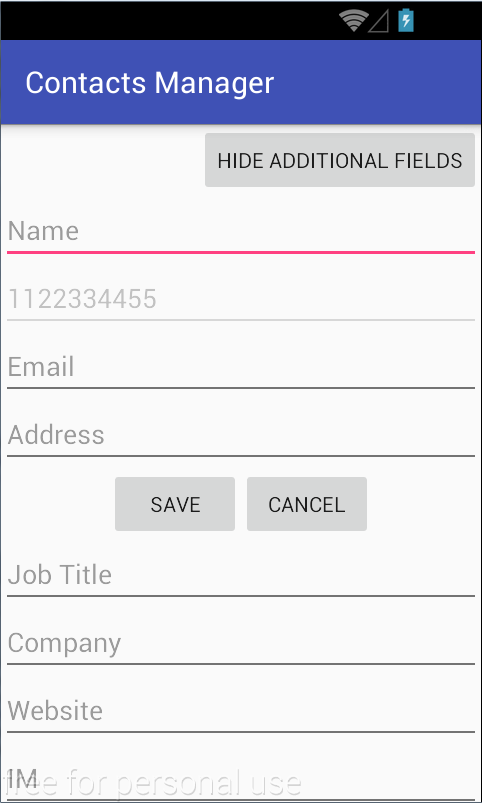 Contacts Manager
HIDE ADDITIONAL FIELDS
Name
1122334455
Email
Address
SAVE CANCEL
Job Title
Company
Website
IM
free for personal use